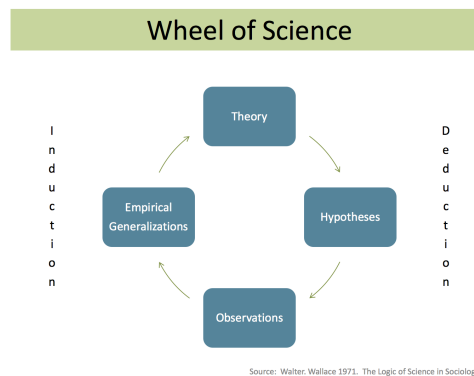 Wheel of Science
Theory
Hypotheses
Observations
Empirical
Generalizations
Induction
Deduction
Source: Walter. Wallace 1971. The Logic of Science in Sociolog